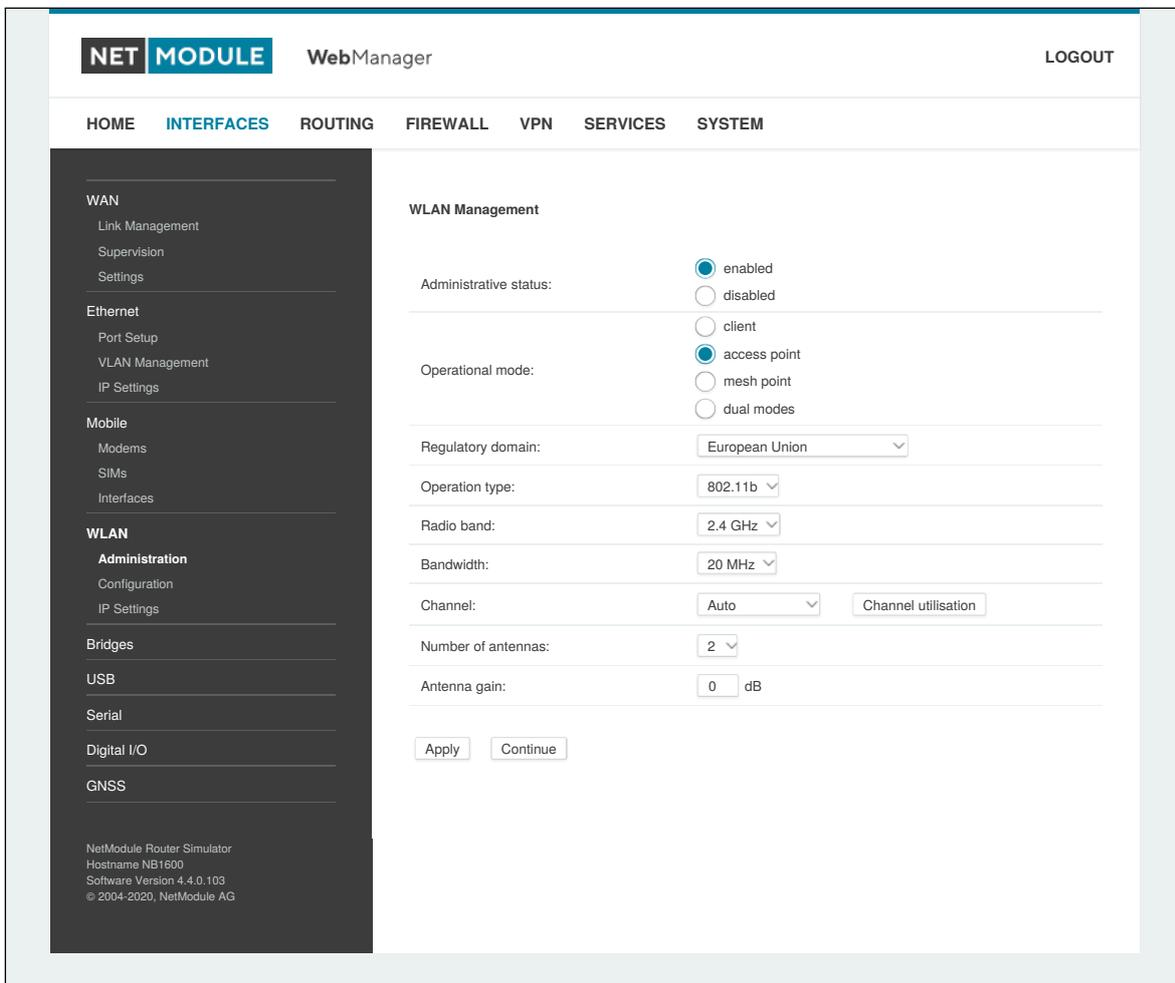 NET MODULE WebManager LOGOUT
HOME INTERFACES ROUTING FIREWALL VPN SERVICES SYSTEM
WAN
Link Management
Supervision
Settings
Ethernet
Port Setup
VLAN Management
IP Settings
Mobile
Modems
SIMs
Interfaces
WLAN
Administration
Configuration
IP Settings
Bridges
USB
Serial
Digital I/O
GNSS
NetModule Router Simulator
Hostname NB1600
Software Version 4.4.0.103
© 2004-2020, NetModule AG
WLAN Management
Administrative status:
enabled
disabled
Operational mode:
client
access point
mesh point
dual modes
Regulatory domain: European Union
Operation type: 802.11b
Radio band: 2.4 GHz
Bandwidth: 20 MHz
Channel: Auto Channel utilisation
Number of antennas: 2
Antenna gain: 0 dB
Apply Continue